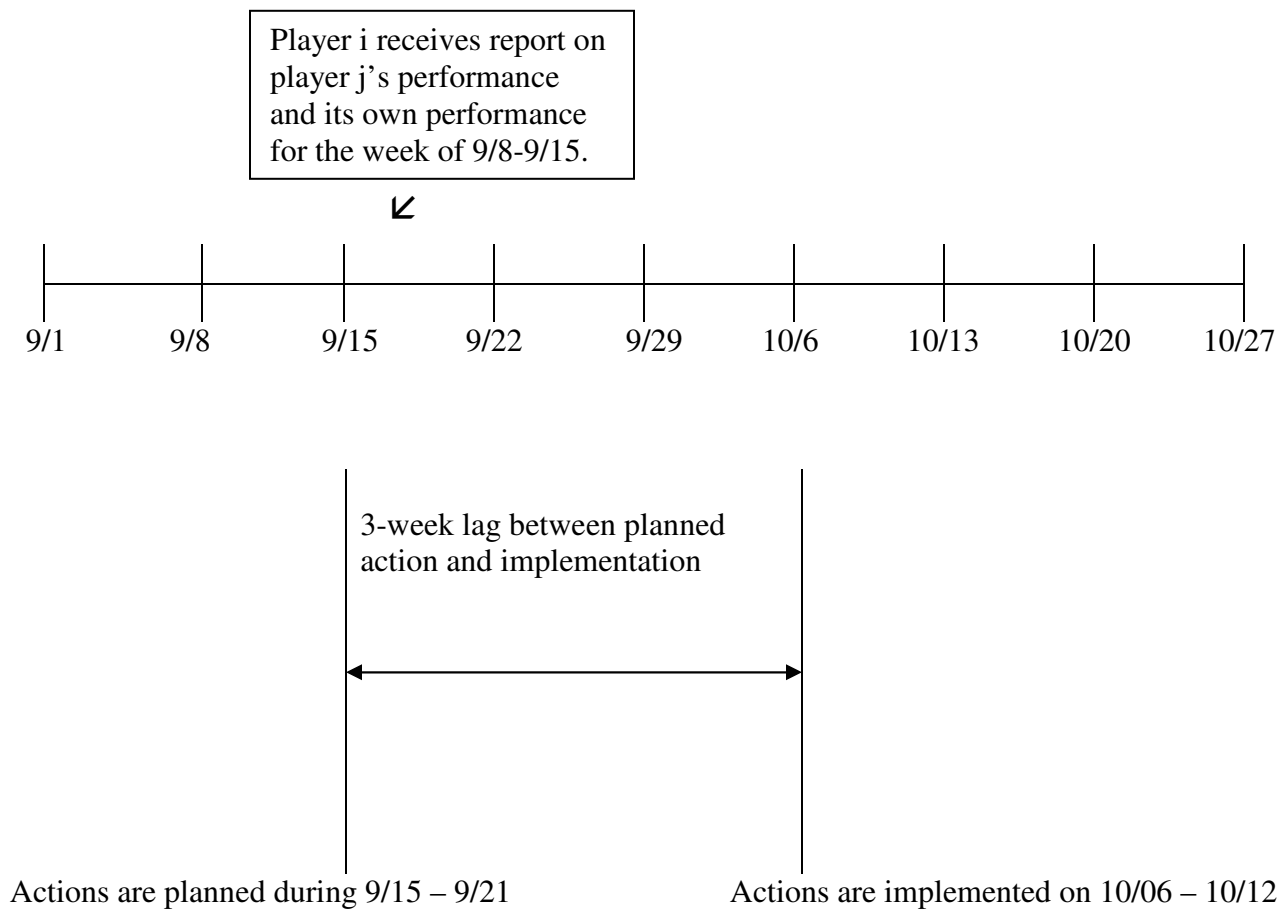 Player i receives report on
player j’s performance
and its own performance
for the week of 9/8-9/15.
9/1 9/8 9/15 9/22 9/29 10/6 10/13 10/20 10/27
3-week lag between planned
action and implementation
Actions are planned during 9/15 – 9/21 Actions are implemented on 10/06 – 10/12